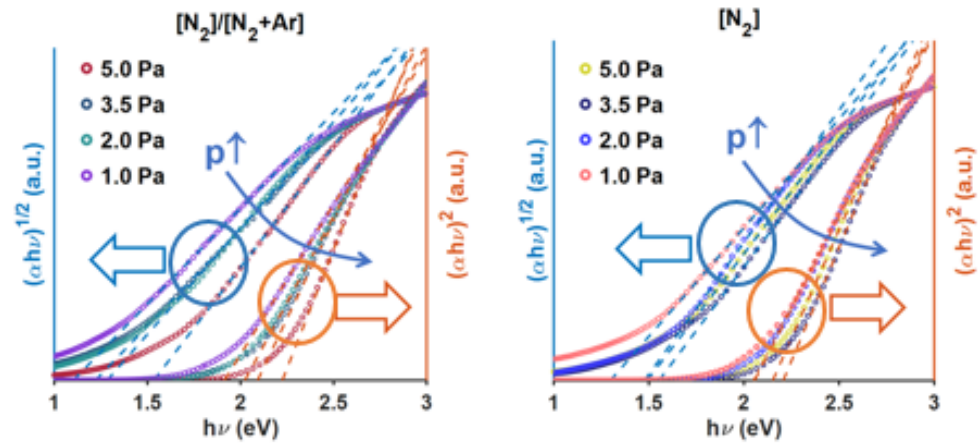 [N₂]/[N₂+Ar]
5.0 Pa
3.5 Pa
2.0 Pa
1.0 Pa
p↑
(αhν)^1/2 (a.u.)
(αhν)^2 (a.u.)
1 1.5 2 2.5 3
hν (eV)
[N₂]
5.0 Pa
3.5 Pa
2.0 Pa
1.0 Pa
p↑
(αhν)^1/2 (a.u.)
(αhν)^2 (a.u.)
1 1.5 2 2.5 3
hν (eV)